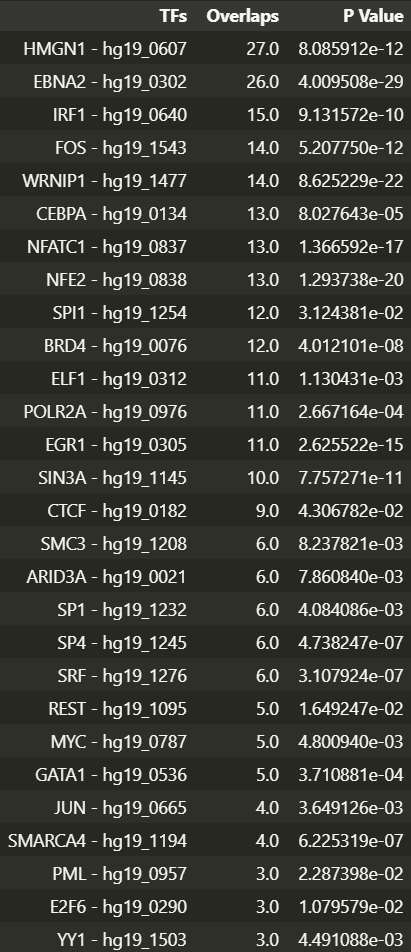 TFs Overlaps P Value
HMGN1 - hg19_0607 27.0 8.085912e-12
EBNA2 - hg19_0302 26.0 4.009508e-29
IRF1 - hg19_0640 15.0 9.131572e-10
FOS - hg19_1543 14.0 5.207750e-12
WRNIP1 - hg19_1477 14.0 8.625229e-22
CEBPA - hg19_0134 13.0 8.027643e-05
NFATC1 - hg19_0837 13.0 1.366592e-17
NFE2 - hg19_0838 13.0 1.293738e-20
SPI1 - hg19_1254 12.0 3.124381e-02
BRD4 - hg19_0076 12.0 4.012101e-08
ELF1 - hg19_0312 11.0 1.130431e-03
POLR2A - hg19_0976 11.0 2.667164e-04
EGR1 - hg19_0305 11.0 2.625522e-15
SIN3A - hg19_1145 10.0 7.757271e-11
CTCF - hg19_0182 9.0 4.306782e-02
SMC3 - hg19_1208 6.0 8.237821e-03
ARID3A - hg19_0021 6.0 7.860840e-03
SP1 - hg19_1232 6.0 4.084086e-03
SP4 - hg19_1245 6.0 4.738247e-07
SRF - hg19_1276 6.0 3.107924e-07
REST - hg19_1095 5.0 1.649247e-02
MYC - hg19_0787 5.0 4.800940e-03
GATA1 - hg19_0536 5.0 3.710881e-04
JUN - hg19_0665 4.0 3.649126e-03
SMARCA4 - hg19_1194 4.0 6.225319e-07
PML - hg19_0957 3.0 2.287398e-02
E2F6 - hg19_0290 3.0 1.079579e-02
YY1 - hg19_1503 3.0 4.491088e-03